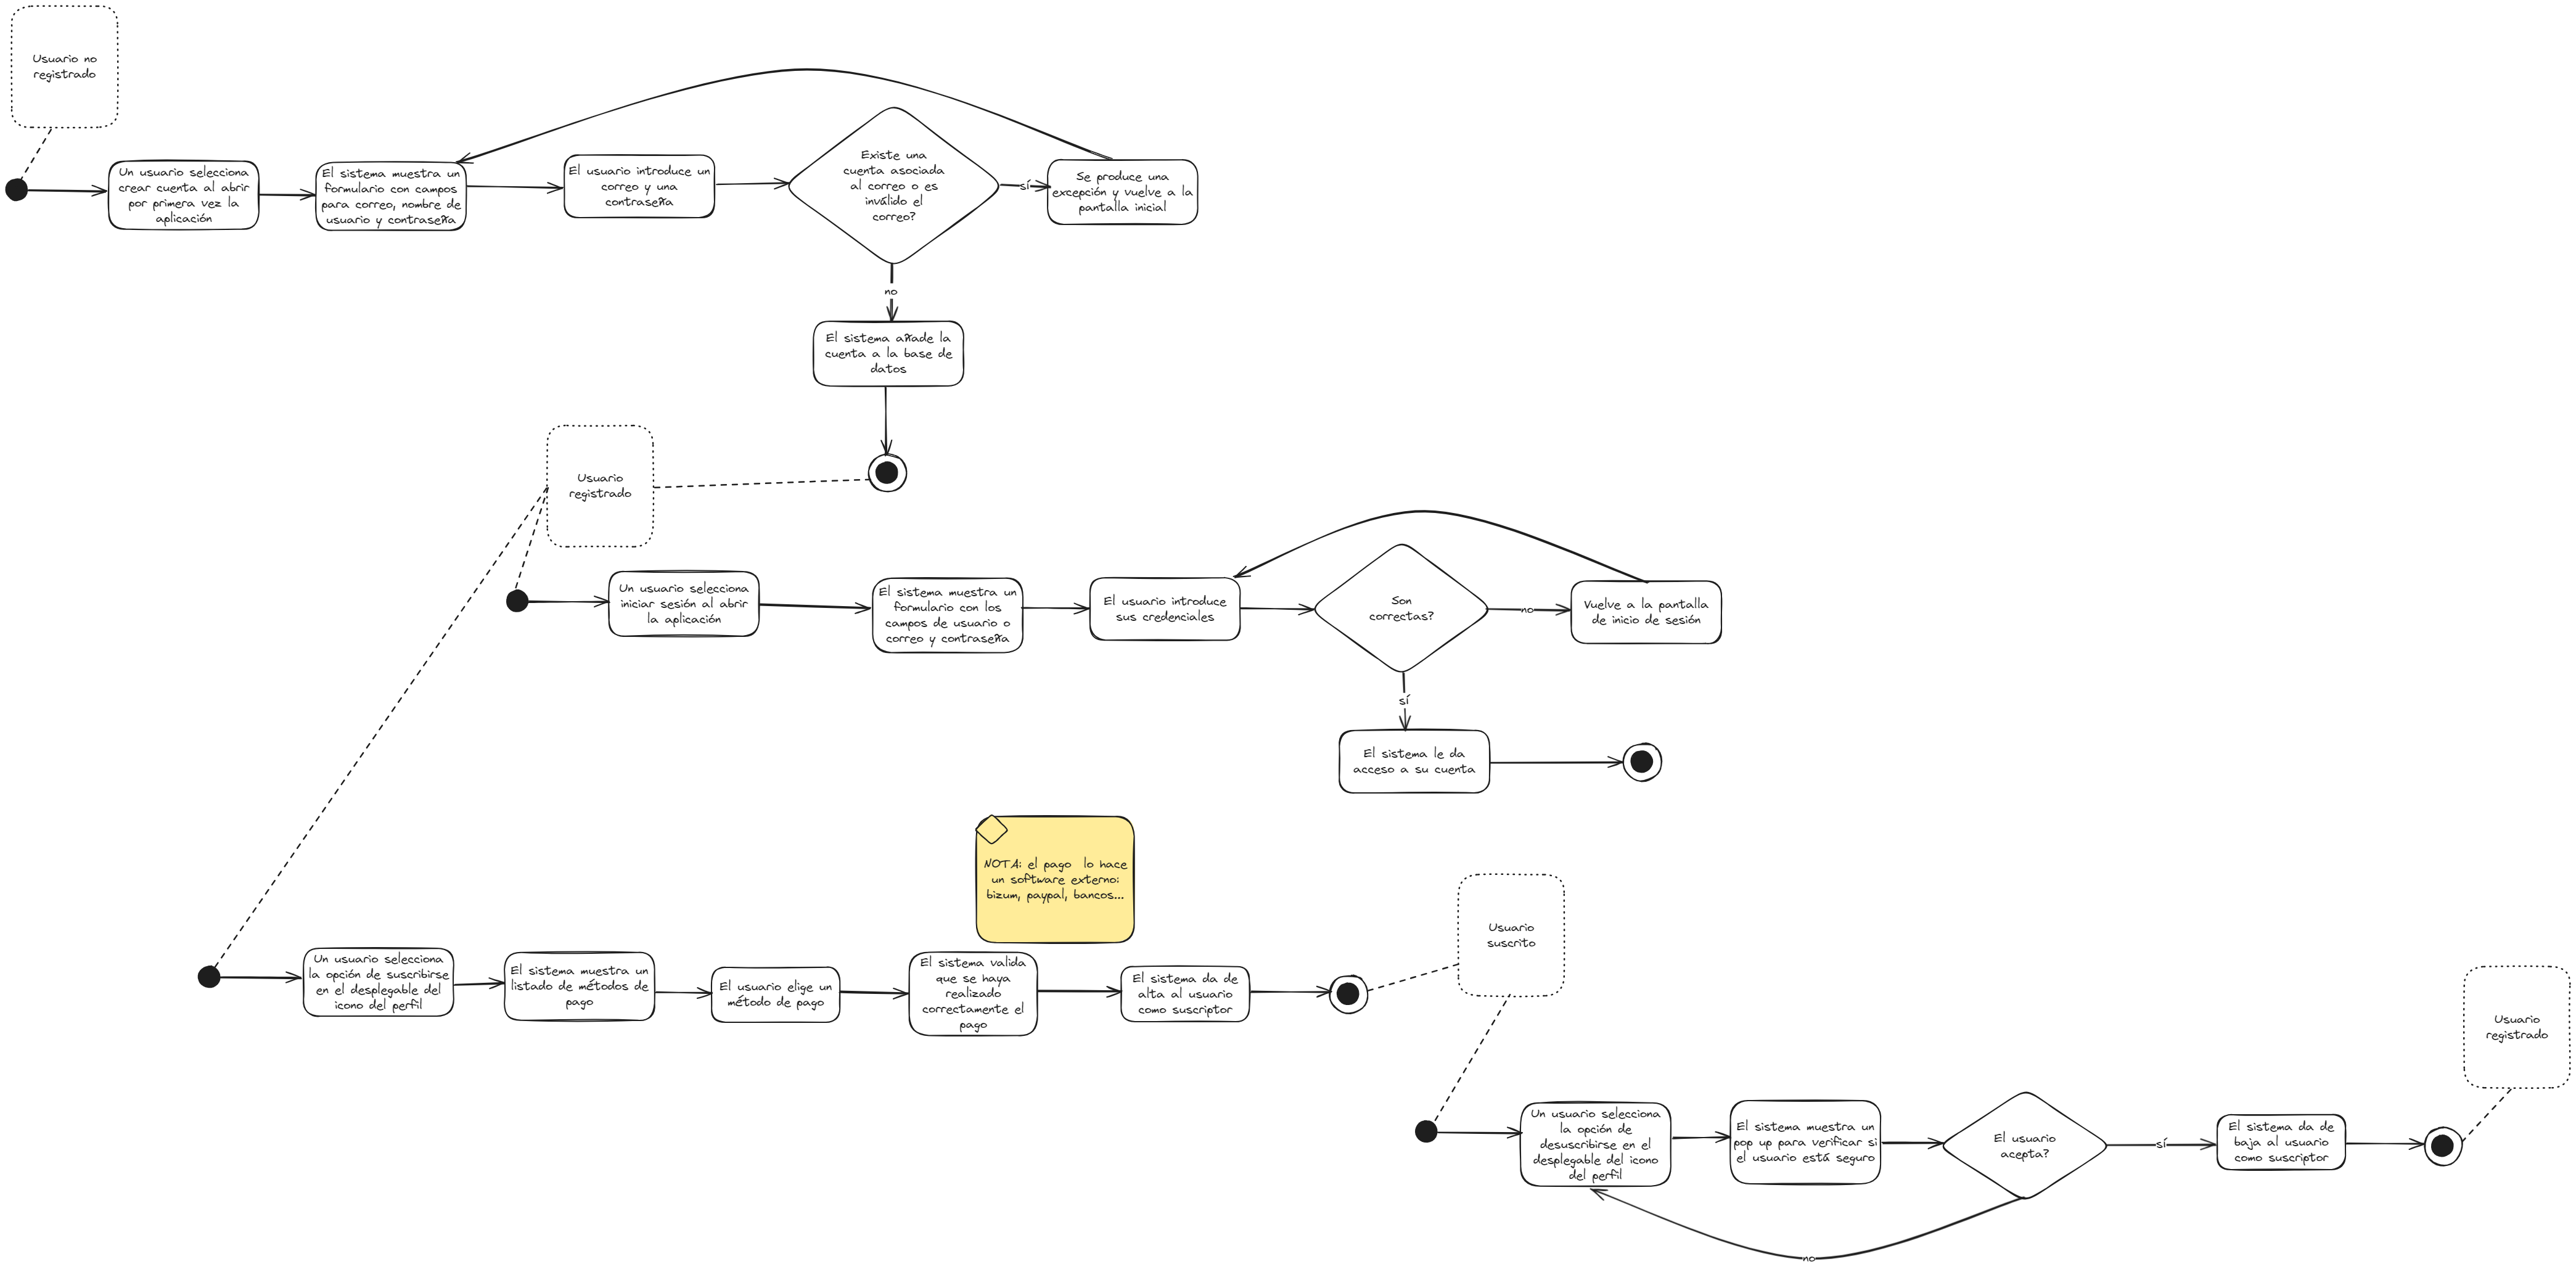 Usuario no
registrado
Un usuario selecciona
crear cuenta al abrir
por primera vez la
aplicación
El sistema muestra un
formulario con campos
para correo, nombre de
usuario y contraseña
El usuario introduce un
correo y una
contraseña
Existe una
cuenta asociada
al correo o es
inválido el
correo?
sí
Se produce una
excepción y vuelve a la
pantalla inicial
no
El sistema añade la
cuenta a la base de
datos
Usuario
registrado
Un usuario selecciona
iniciar sesión al abrir
la aplicación
El sistema muestra un
formulario con los
campos de usuario o
correo y contraseña
El usuario introduce
sus credenciales
Son
correctas?
no
Vuelve a la pantalla
de inicio de sesión
sí
El sistema le da
acceso a su cuenta
NOTA: el pago lo hace
un software externo:
bizum, paypal, bancos...
Un usuario selecciona
la opción de suscribirse
en el desplegable del
icono del perfil
El sistema muestra un
listado de métodos de
pago
El usuario elige un
método de pago
El sistema valida
que se haya
realizado
correctamente el
pago
El sistema da de
alta al usuario
como suscriptor
Usuario
suscrito
Un usuario selecciona
la opción de
desuscribirse en el
desplegable del icono
del perfil
El sistema muestra un
pop up para verificar si
el usuario está seguro
El usuario
acepta?
sí
El sistema da de
baja al usuario
como suscriptor
Usuario
registrado
no